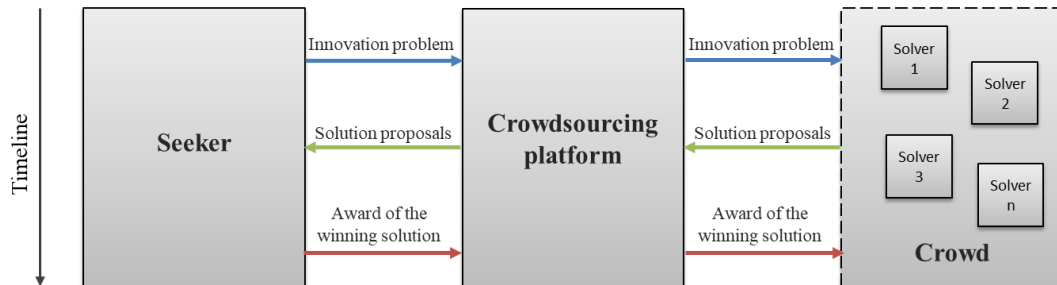 Timeline
Seeker
Innovation problem
Solution proposals
Award of the
winning solution
Crowdsourcing
platform
Innovation problem
Solution proposals
Award of the
winning solution
Solver
1
Solver
2
Solver
3
Solver
n
Crowd